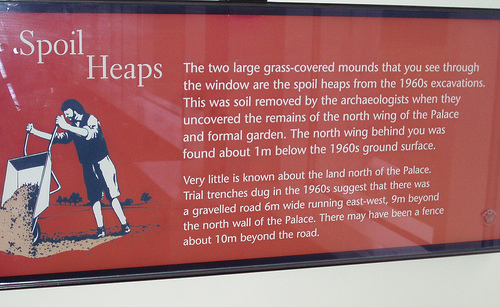 Spoil
Heaps
The two large grass-covered mounds that you see through
the window are the spoil heaps from the 1960s excavations.
This was soil removed by the archaeologists when they
uncovered the remains of the north wing of the Palace
and formal garden. The north wing behind you was
found about 1m below the 1960s ground surface.
Very little is known about the land north of the Palace.
Trial trenches dug in the 1960s suggest that there was
a gravelled road 6m wide running east-west, 9m beyond
the north wall of the Palace. There may have been a fence
about 10m beyond the road.